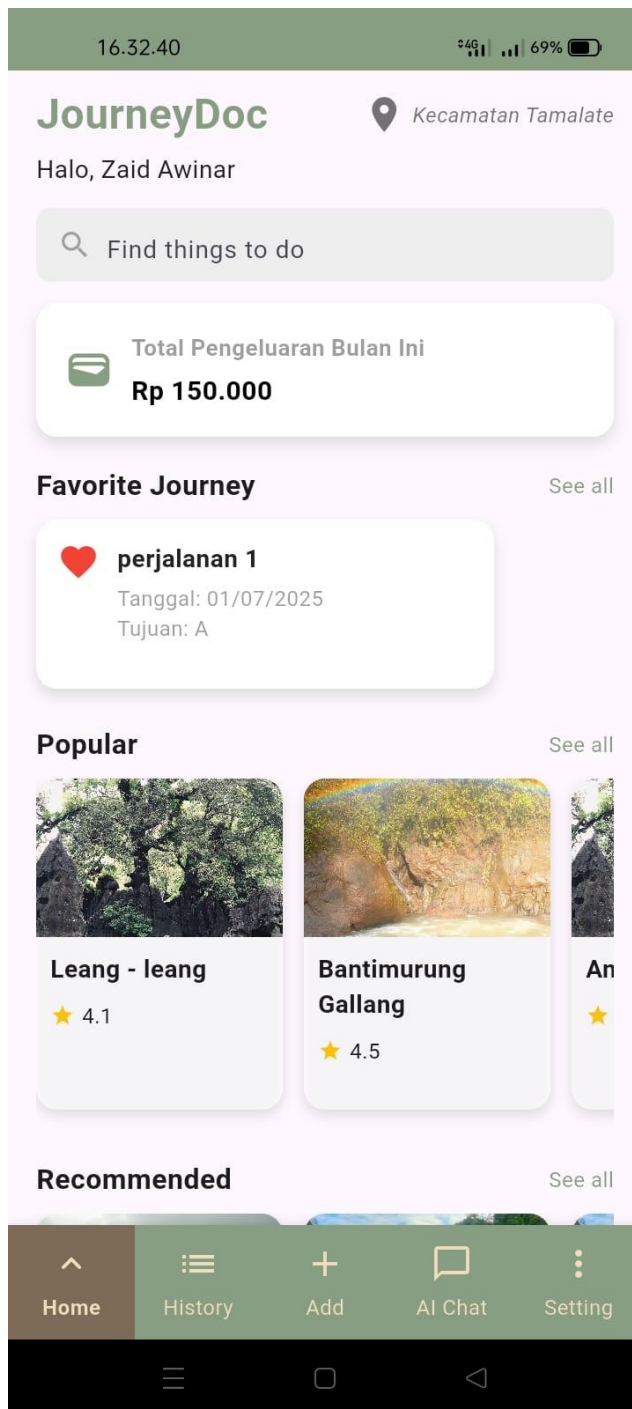 16.32.40
4G 69%
JourneyDoc
Kecamatan Tamalate
Halo, Zaid Awinar
Find things to do
Total Pengeluaran Bulan Ini
Rp 150.000
Favorite Journey
See all
perjalanan 1
Tanggal: 01/07/2025
Tujuan: A
Popular
See all
Leang - leang
4.1
Bantimurung
Gallang
4.5
An
Recommended
See all
Home
History
Add
AI Chat
Setting